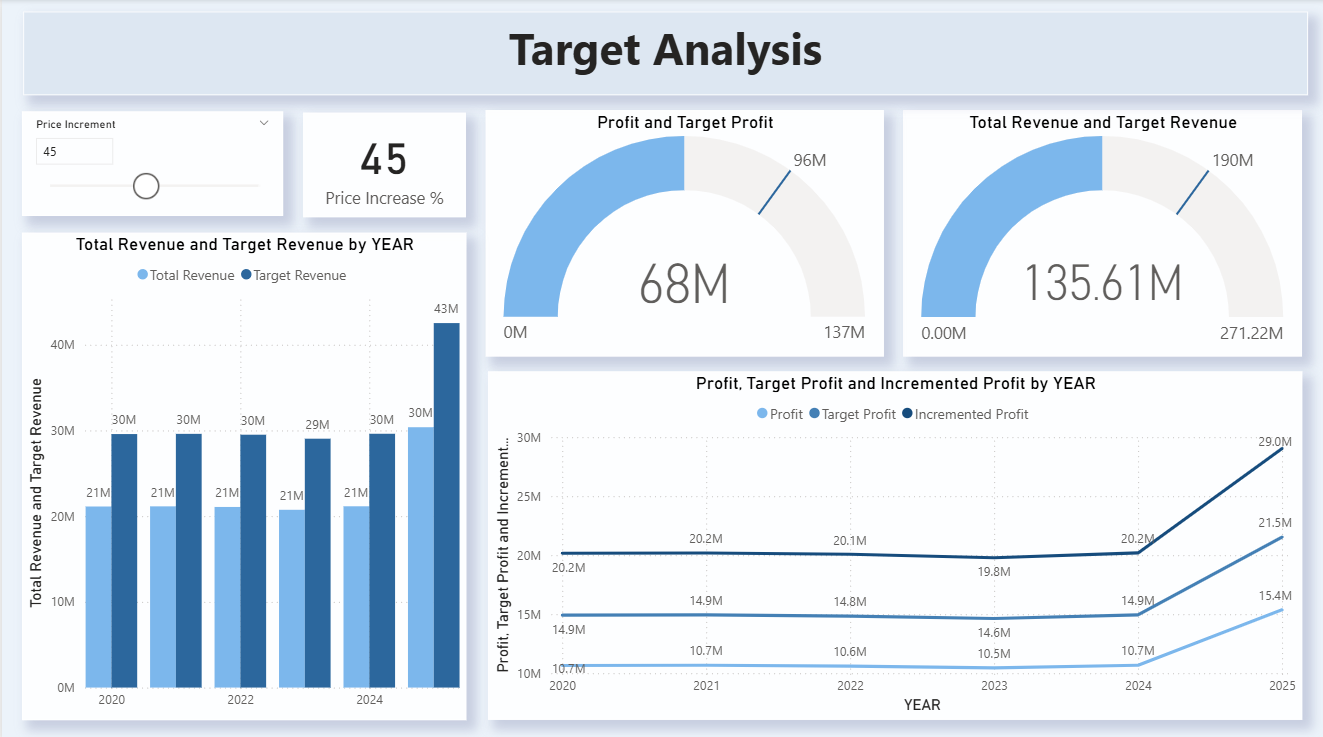 Target Analysis
Price Increment
45
45
Price Increase %
Profit and Target Profit
96M
68M
0M
137M
Total Revenue and Target Revenue
190M
135.61M
0.00M
271.22M
Total Revenue and Target Revenue by YEAR
Total Revenue Target Revenue
Total Revenue and Target Revenue
40M
30M
20M
10M
0M
21M 30M 21M 30M 21M 30M 21M 29M 21M 30M 30M 43M
2020 2022 2024
Profit, Target Profit and Incremented Profit by YEAR
Profit Target Profit Incremented Profit
Profit, Target Profit and Increment...
30M
25M
20M
15M
10M
20.2M 20.2M 20.1M 19.8M 20.2M 29.0M
14.9M 14.9M 14.8M 14.6M 14.9M 21.5M
10.7M 10.7M 10.6M 10.5M 10.7M 15.4M
2020 2021 2022 2023 2024 2025
YEAR